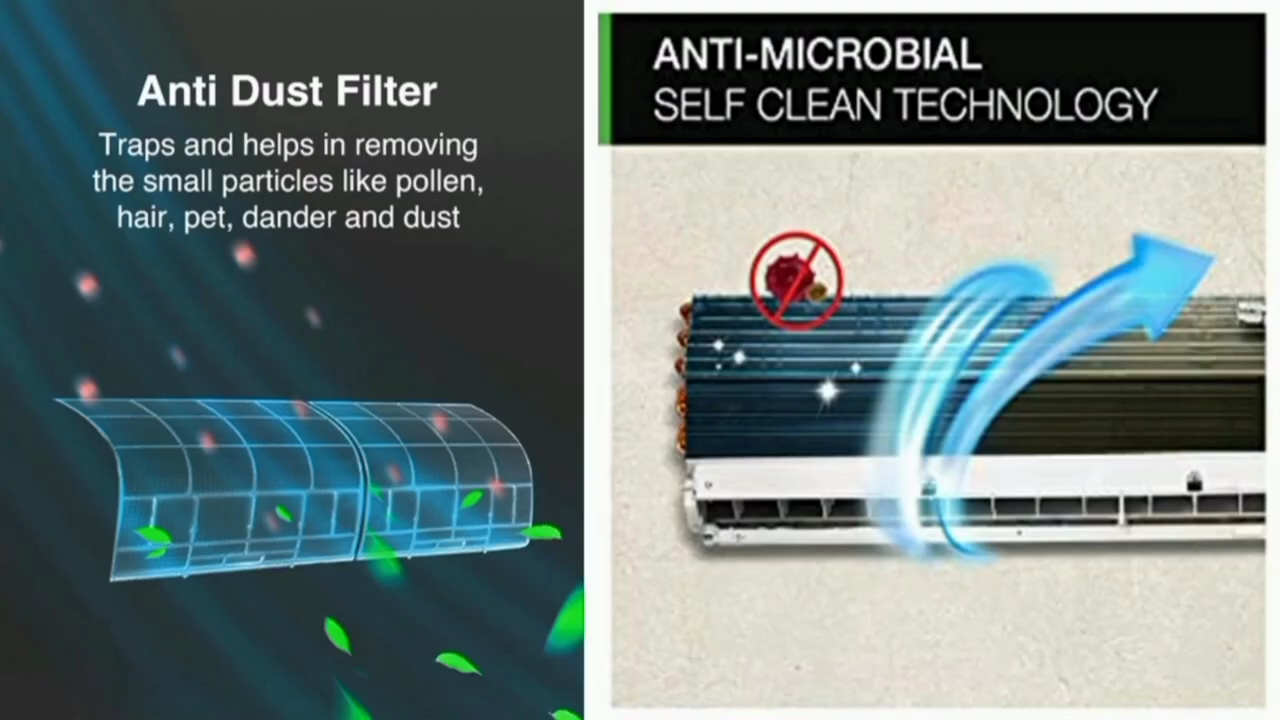 Anti Dust Filter
Traps and helps in removing
the small particles like pollen,
hair, pet, dander and dust
ANTI-MICROBIAL
SELF CLEAN TECHNOLOGY